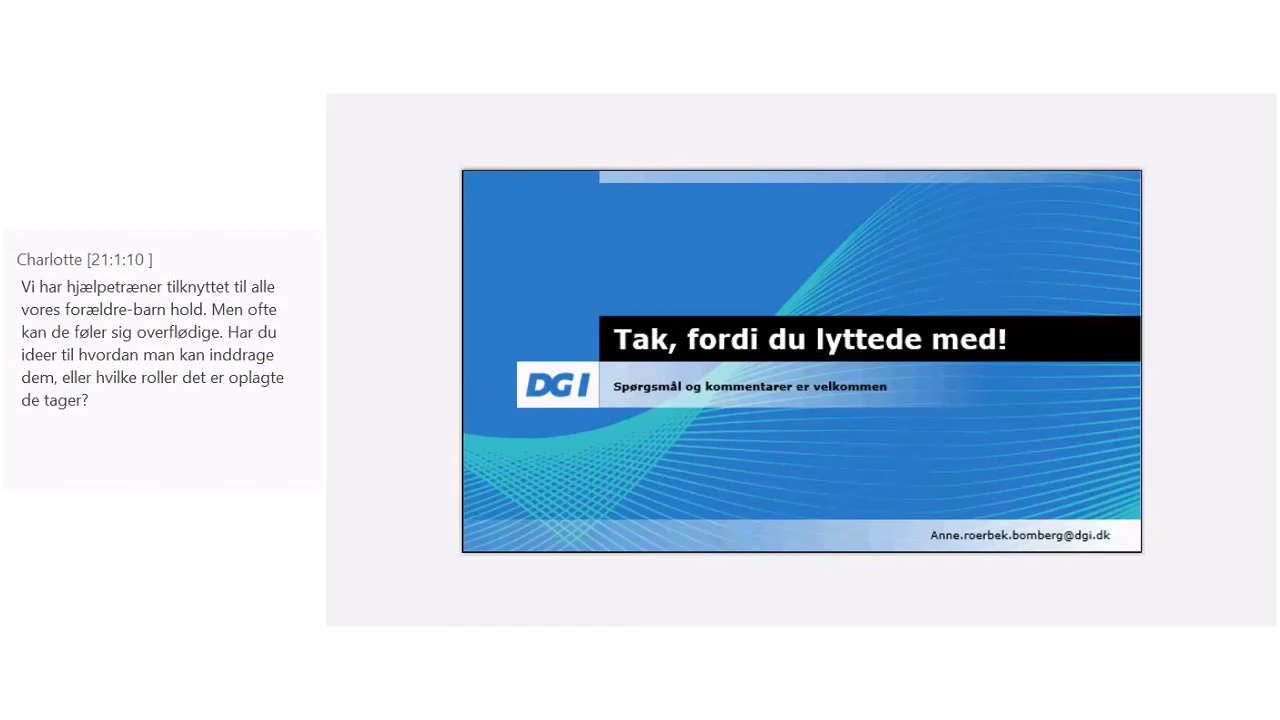 Charlotte [21:1:10 ]
Vi har hjælpetræner tilknyttet til alle
vores forældre-barn hold. Men ofte
kan de føler sig overflødige. Har du
ideer til hvordan man kan inddrage
dem, eller hvilke roller det er oplagte
de tager?
Tak, fordi du lyttede med!
DGI
Spørgsmål og kommentarer er velkommen
Anne.roerbek.bomberg@dgi.dk